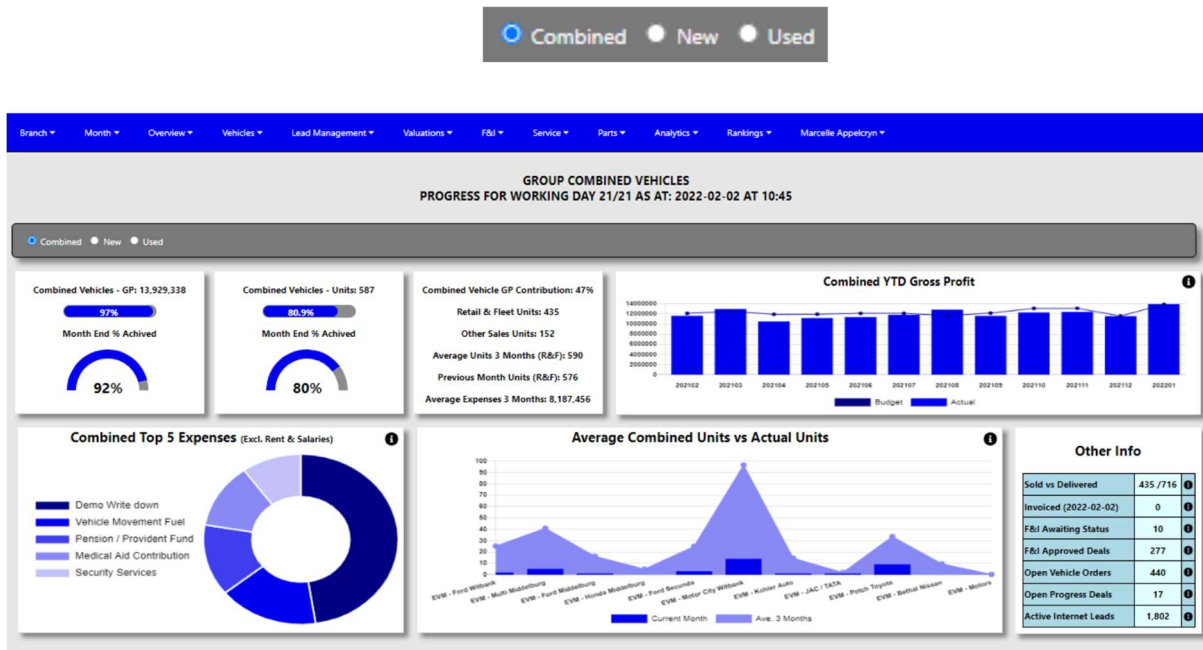 Combined New Used
Branch Month Overview Vehicles Lead Management Valuations F&I Service Parts Analytics Rankings Marcelle Appelcryn
GROUP COMBINED VEHICLES
PROGRESS FOR WORKING DAY 21/21 AS AT: 2022-02-02 AT 10:45
Combined New Used
Combined Vehicles - GP: 13,929,338
97%
Month End % Achived
92%
Combined Vehicles - Units: 587
80.9%
Month End % Achived
80%
Combined Vehicle GP Contribution: 47%
Retail & Fleet Units: 435
Other Sales Units: 152
Average Units 3 Months (R&F): 590
Previous Month Units (R&F): 576
Average Expenses 3 Months: 8,187,456
Combined YTD Gross Profit
14000000
12000000
10000000
8000000
6000000
4000000
2000000
0
202102 202103 202104 202105 202106 202107 202108 202109 202110 202111 202112 202201
Budget Actual
Combined Top 5 Expenses (Excl. Rent & Salaries)
Demo Write down
Vehicle Movement Fuel
Pension / Provident Fund
Medical Aid Contribution
Security Services
Average Combined Units vs Actual Units
100
90
80
70
60
50
40
30
20
10
0
EVM - Ford Witbank
EVM - Multi Middelburg
EVM - Ford Middelburg
EVM - Honda Middelburg
EVM - Ford Secunda
EVM - Motor City Witbank
EVM - Kohler Auto
EVM - JAC / TATA
EVM - Potch Toyota
EVM - Bethal Nissan
EVM - Motors
Current Month Ave. 3 Months
Other Info
Sold vs Delivered 435 /716
Invoiced (2022-02-02) 0
F&I Awaiting Status 10
F&I Approved Deals 277
Open Vehicle Orders 440
Open Progress Deals 17
Active Internet Leads 1,802